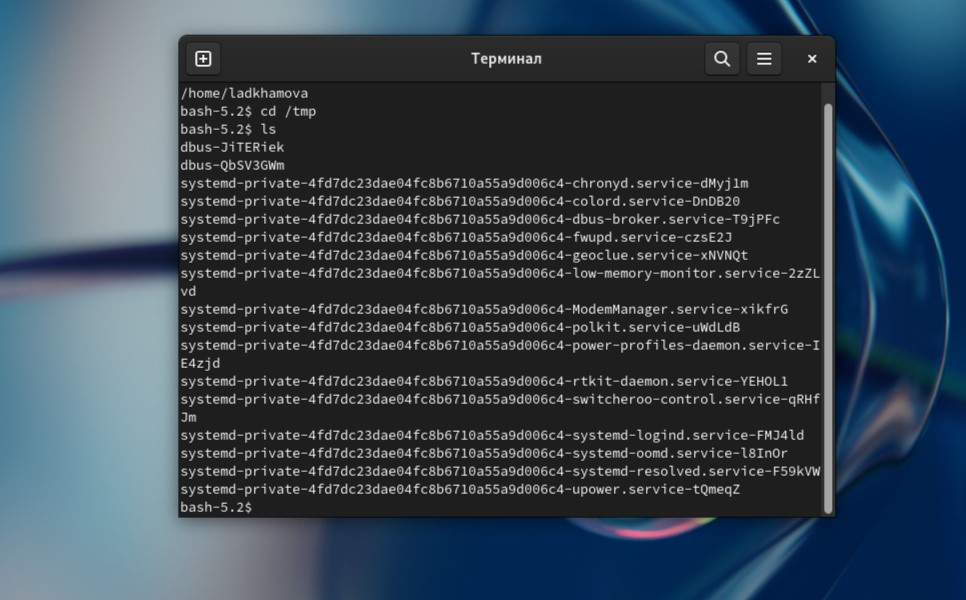 Терминал
/home/ladkhamova
bash-5.2$ cd /tmp
bash-5.2$ ls
dbus-JiTERiek
dbus-QbSV3GWm
systemd-private-4fd7dc23dae04fc8b6710a55a9d006c4-chronyd.service-dMyj1m
systemd-private-4fd7dc23dae04fc8b6710a55a9d006c4-colord.service-DnDB20
systemd-private-4fd7dc23dae04fc8b6710a55a9d006c4-dbus-broker.service-T9jPFc
systemd-private-4fd7dc23dae04fc8b6710a55a9d006c4-fwupd.service-czsE2J
systemd-private-4fd7dc23dae04fc8b6710a55a9d006c4-geoclue.service-xNVNQt
systemd-private-4fd7dc23dae04fc8b6710a55a9d006c4-low-memory-monitor.service-2zZL
vd
systemd-private-4fd7dc23dae04fc8b6710a55a9d006c4-ModemManager.service-xikfrG
systemd-private-4fd7dc23dae04fc8b6710a55a9d006c4-polkit.service-uWdLdB
systemd-private-4fd7dc23dae04fc8b6710a55a9d006c4-power-profiles-daemon.service-I
E4zjd
systemd-private-4fd7dc23dae04fc8b6710a55a9d006c4-rtkit-daemon.service-YEHOL1
systemd-private-4fd7dc23dae04fc8b6710a55a9d006c4-switcheroo-control.service-qRHf
Jm
systemd-private-4fd7dc23dae04fc8b6710a55a9d006c4-systemd-logind.service-FMJ4ld
systemd-private-4fd7dc23dae04fc8b6710a55a9d006c4-systemd-oomd.service-l8InOr
systemd-private-4fd7dc23dae04fc8b6710a55a9d006c4-systemd-resolved.service-F59kVW
systemd-private-4fd7dc23dae04fc8b6710a55a9d006c4-upower.service-tQmeqZ
bash-5.2$